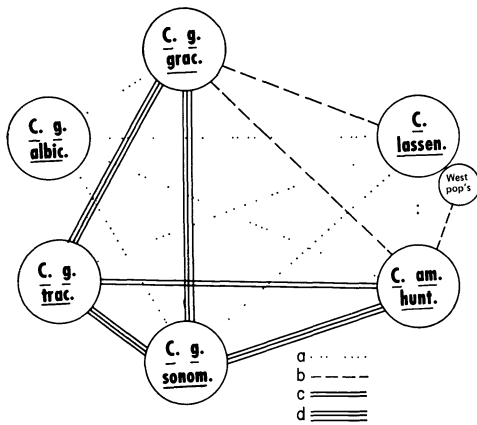 C. g.
grac.
C. g.
albic.
C.
lassen.
West
pop's
C. g.
trac.
C. am.
hunt.
C. g.
sonom.
a
b
c
d